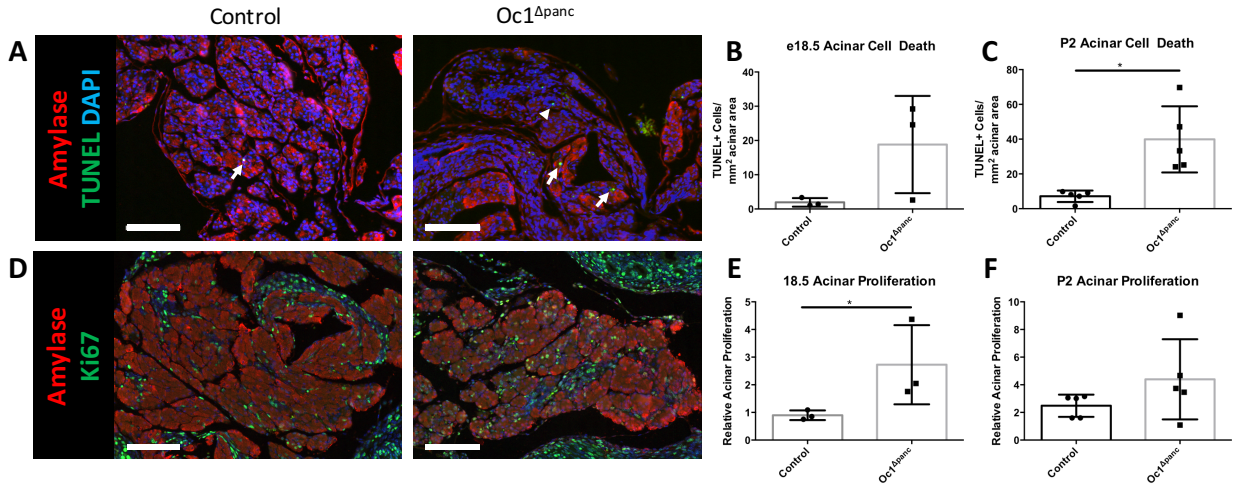 Control
Oc1Δpanc
A
Amylase
TUNEL DAPI
B
e18.5 Acinar Cell Death
TUNEL+ Cells/
mm² acinar area
40
30
20
10
0
Control
Oc1Δpanc
C
P2 Acinar Cell Death
*
TUNEL+ Cells/
mm² acinar area
80
60
40
20
0
Control
Oc1Δpanc
D
Amylase
Ki67
E
18.5 Acinar Proliferation
*
Relative Acinar Proliferation
5
4
3
2
1
0
Control
Oc1Δpanc
F
P2 Acinar Proliferation
Relative Acinar Proliferation
10
8
6
4
2
0
Control
Oc1Δpanc